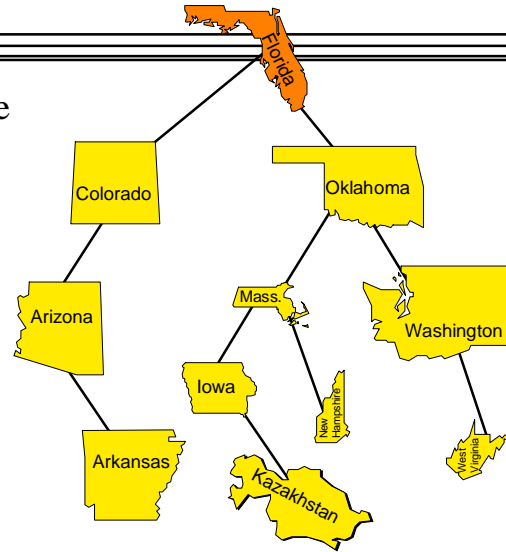 Florida
e
Colorado
Oklahoma
Arizona
Mass.
Washington
Iowa
New
Hampshire
West
Virginia
Arkansas
Kazakhstan